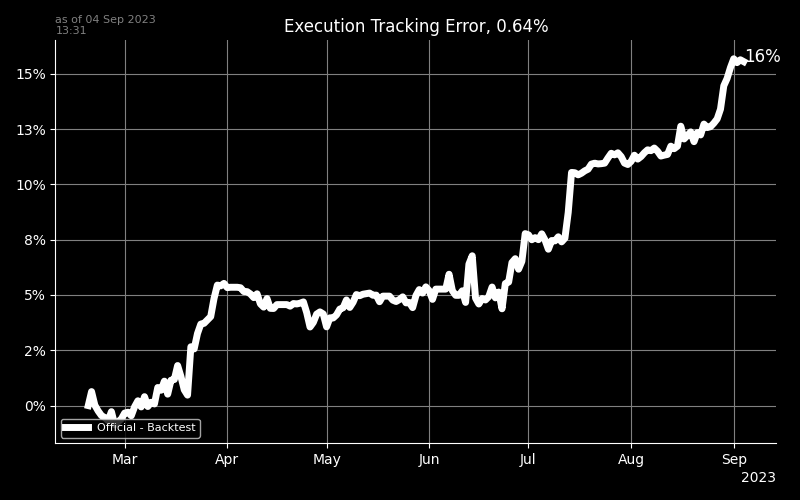 as of 04 Sep 2023
13:31
Execution Tracking Error, 0.64%
16%
15%
13%
10%
8%
5%
2%
0%
Official - Backtest
Mar Apr May Jun Jul Aug Sep
2023